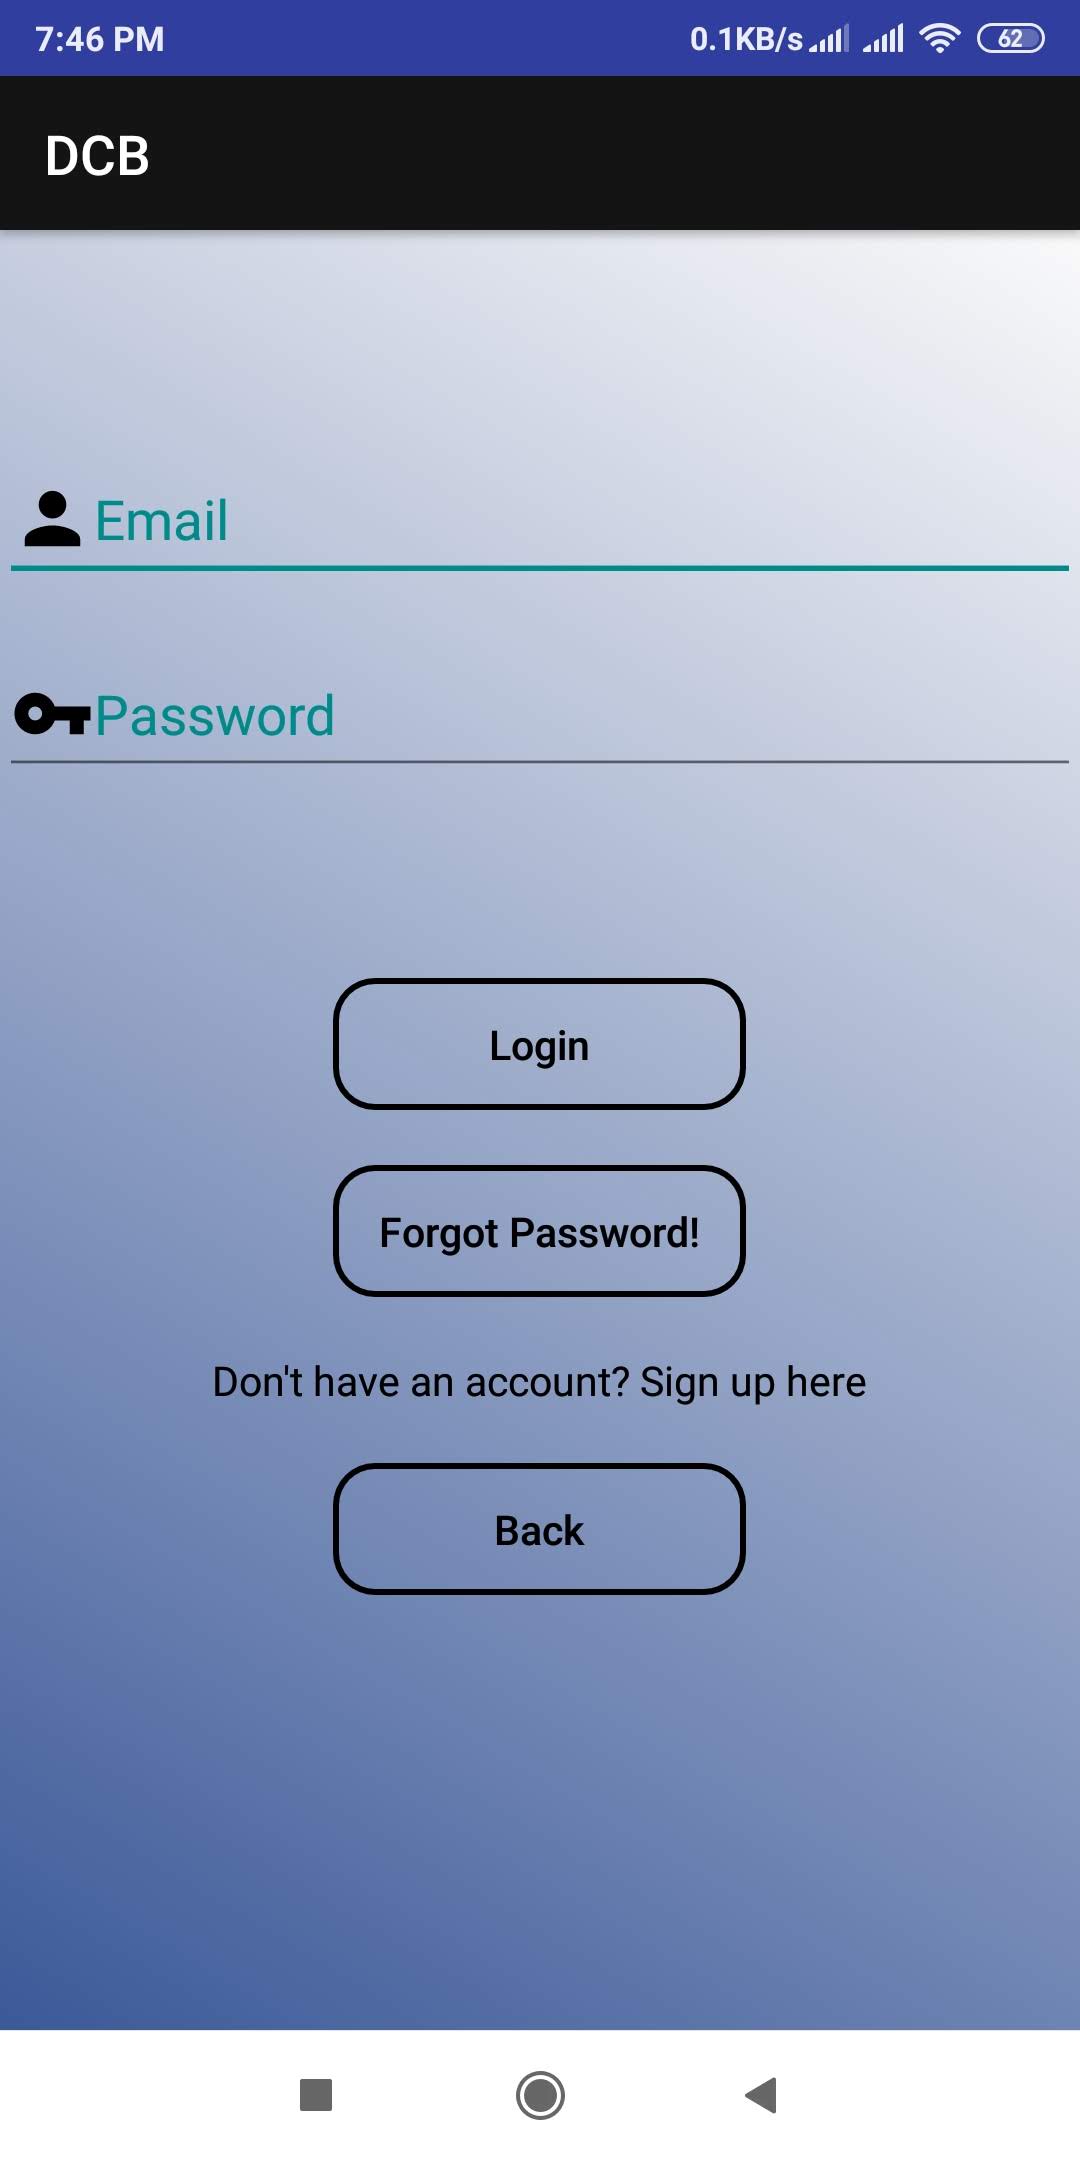 7:46 PM 0.1KB/s 62
DCB
Email
Password
Login
Forgot Password!
Don't have an account? Sign up here
Back